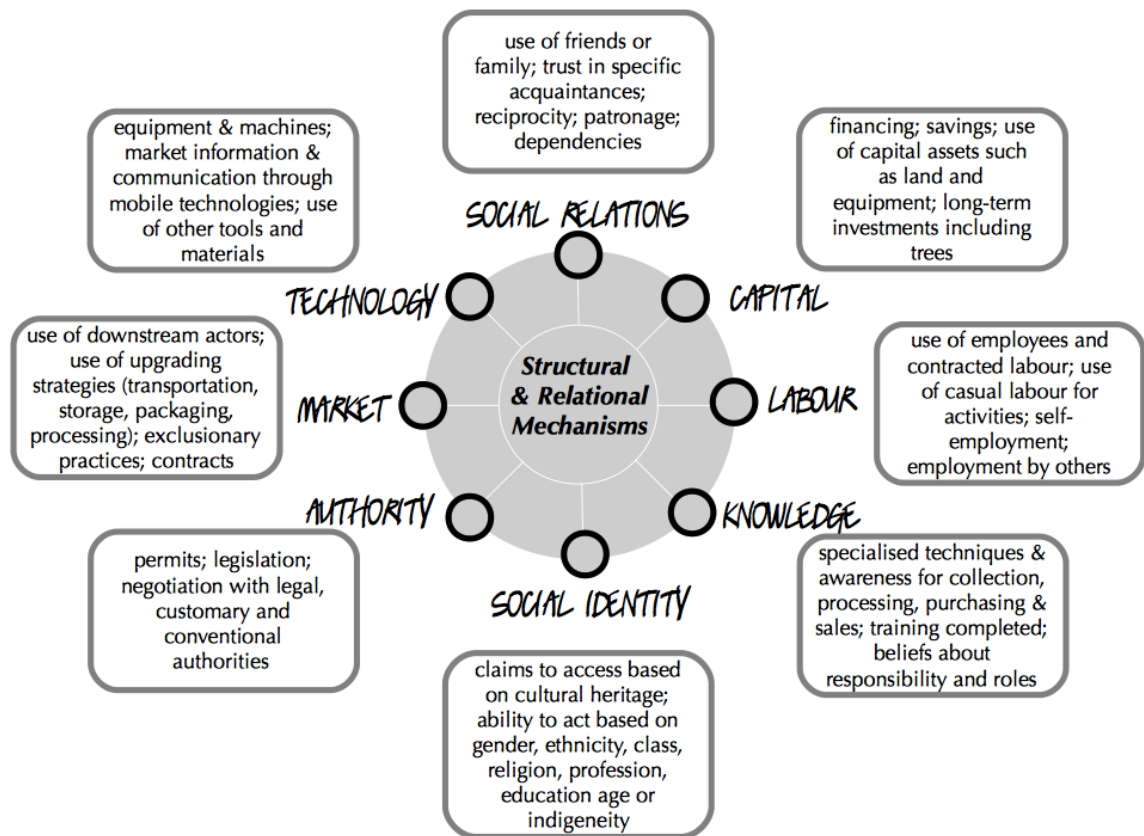 use of friends or
family; trust in specific
acquaintances;
reciprocity; patronage;
dependencies
SOCIAL RELATIONS
equipment & machines;
market information &
communication through
mobile technologies; use
of other tools and
materials
TECHNOLOGY
financing; savings; use
of capital assets such
as land and
equipment; long-term
investments including
trees
CAPITAL
use of downstream actors;
use of upgrading
strategies (transportation,
storage, packaging,
processing); exclusionary
practices; contracts
MARKET
Structural
& Relational
Mechanisms
LABOUR
use of employees and
contracted labour; use
of casual labour for
activities; self-
employment;
employment by others
AUTHORITY
permits; legislation;
negotiation with legal,
customary and
conventional
authorities
KNOWLEDGE
specialised techniques &
awareness for collection,
processing, purchasing &
sales; training completed;
beliefs about
responsibility and roles
SOCIAL IDENTITY
claims to access based
on cultural heritage;
ability to act based on
gender, ethnicity, class,
religion, profession,
education age or
indigeneity